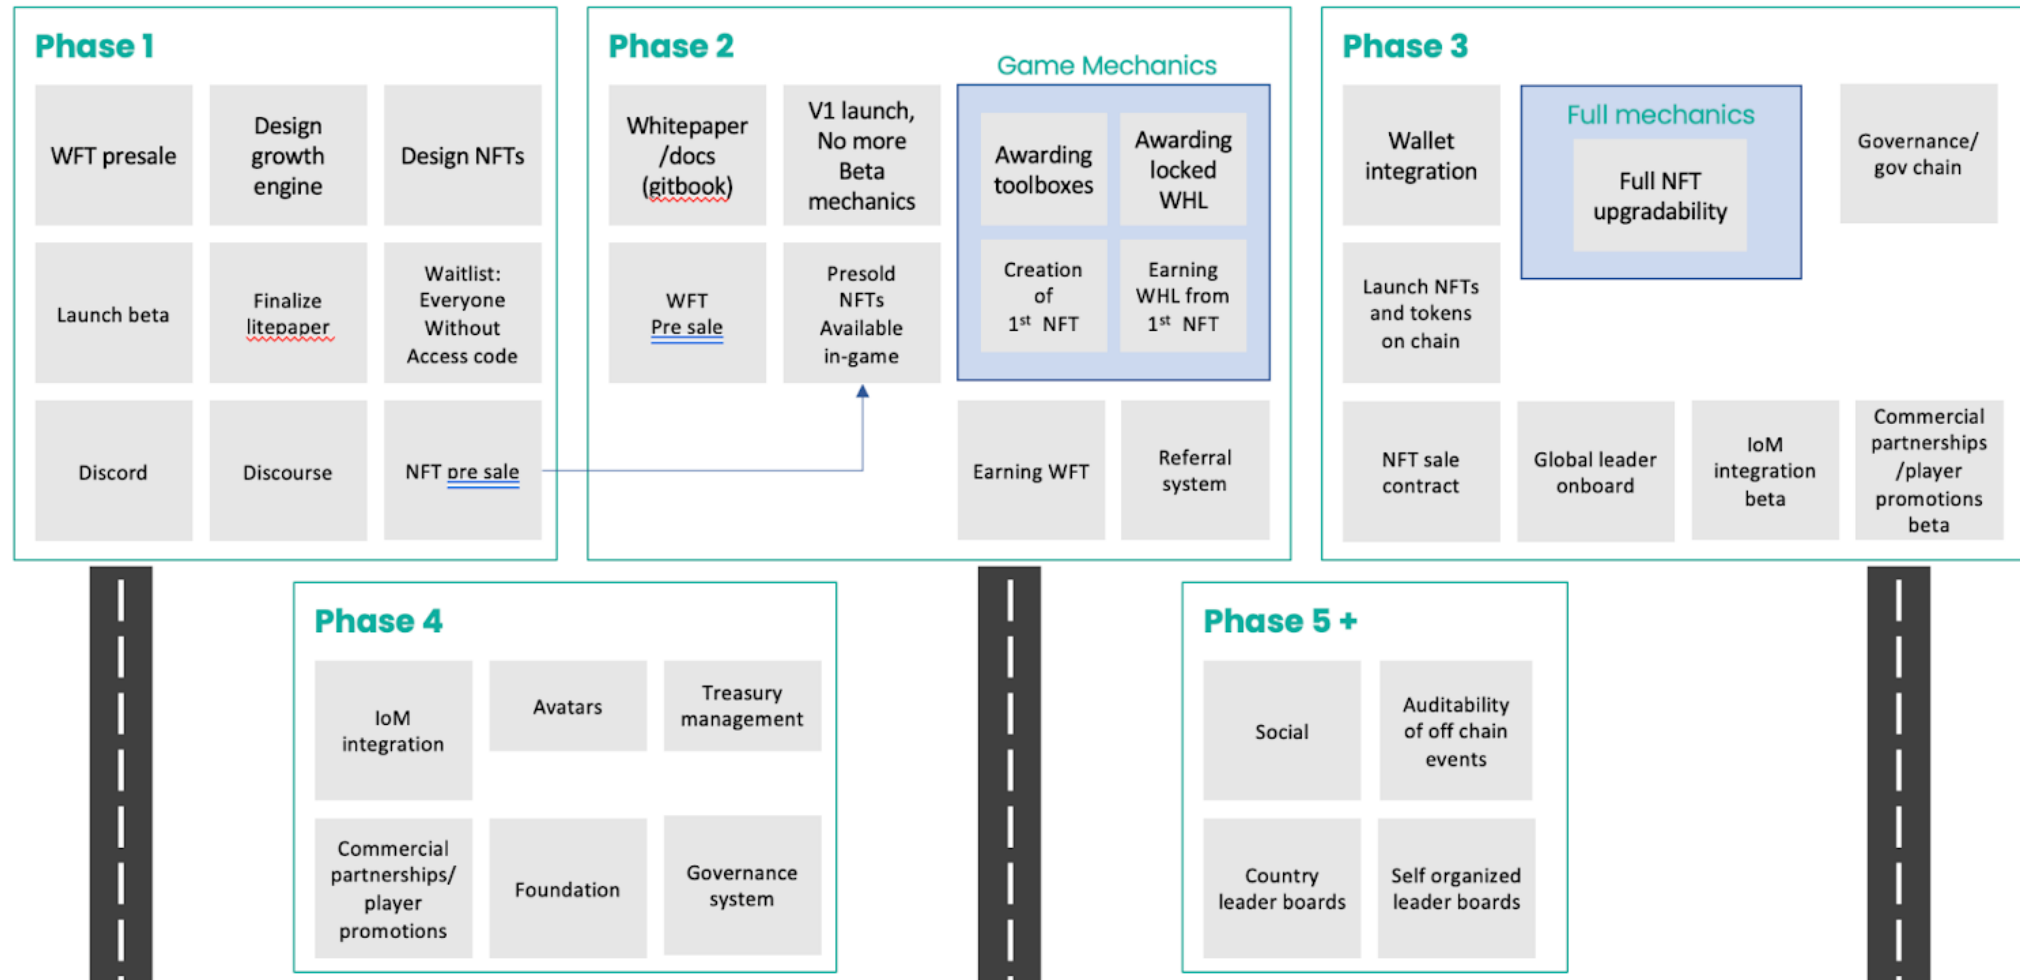 Phase 1
WFT presale
Design
growth
engine
Design NFTs
Launch beta
Finalize
litepaper
Waitlist:
Everyone
Without
Access code
Discord
Discourse
NFT pre sale
Phase 2
Whitepaper
/docs
(gitbook)
V1 launch,
No more
Beta
mechanics
WFT
Pre sale
Presold
NFTs
Available
in-game
Game Mechanics
Awarding
toolboxes
Awarding
locked
WHL
Creation
of
1st NFT
Earning
WHL from
1st NFT
Earning WFT
Referral
system
Phase 3
Wallet
integration
Full mechanics
Full NFT
upgradability
Governance/
gov chain
Launch NFTs
and tokens
on chain
NFT sale
contract
Global leader
onboard
IoM
integration
beta
Commercial
partnerships
/player
promotions
beta
Phase 4
IoM
integration
Avatars
Treasury
management
Commercial
partnerships/
player
promotions
Foundation
Governance
system
Phase 5 +
Social
Auditability
of off chain
events
Country
leader boards
Self organized
leader boards